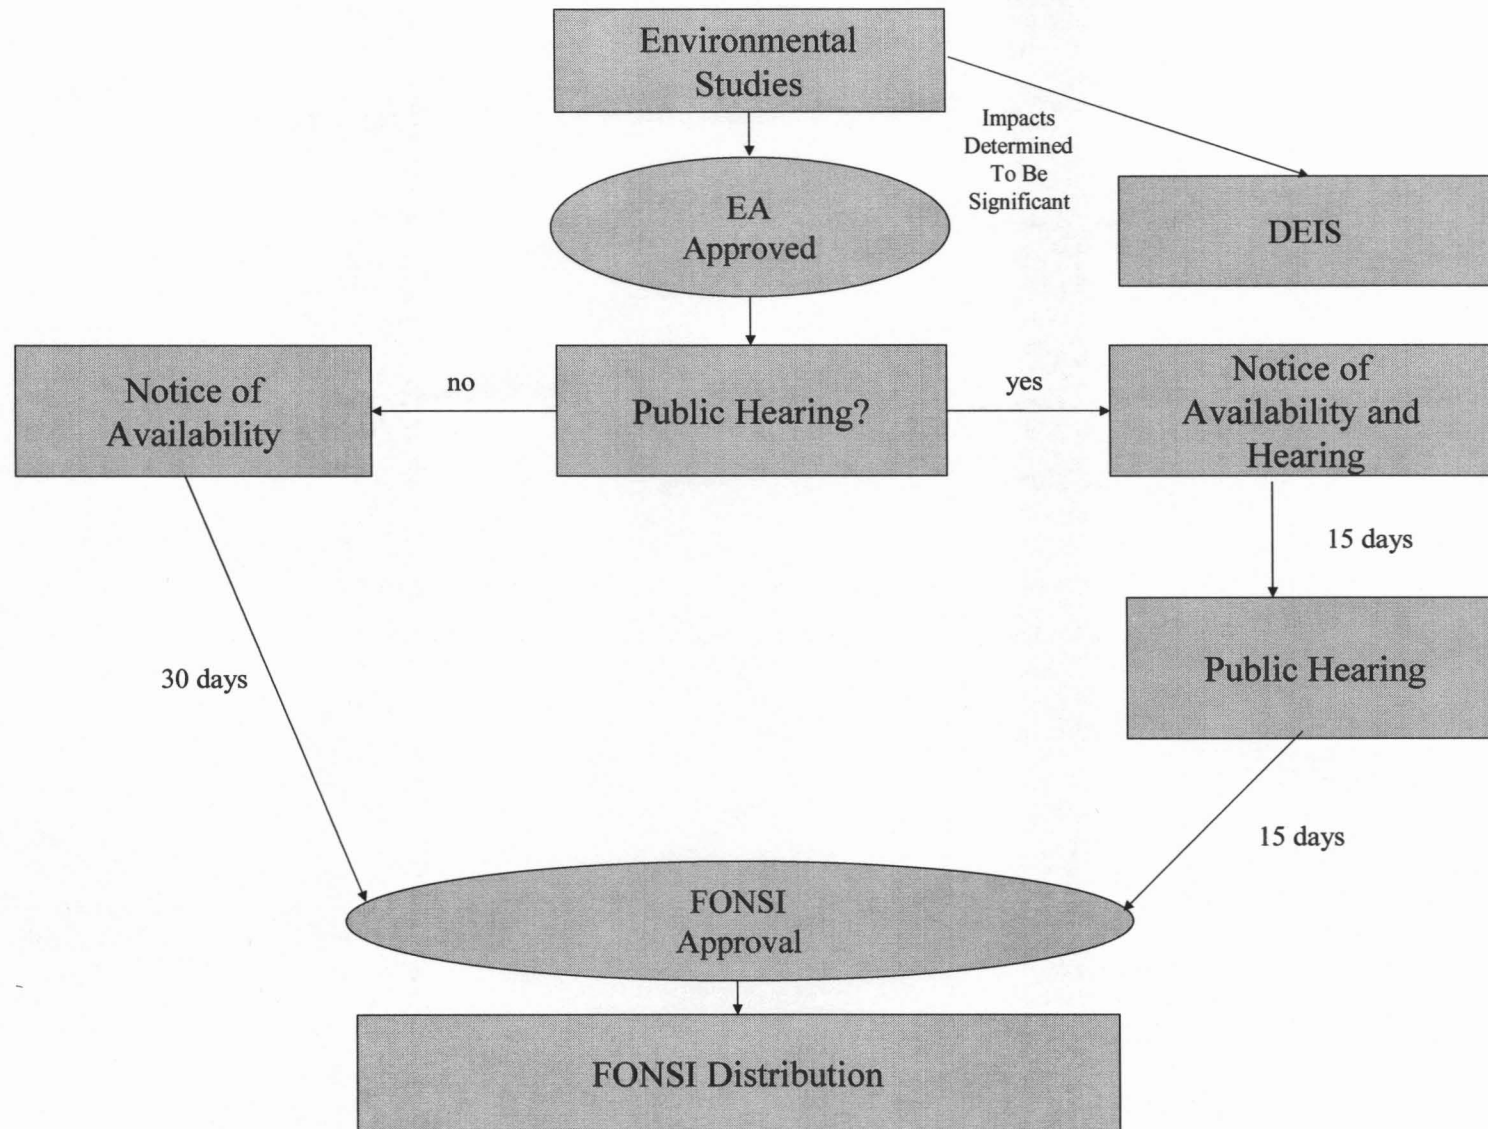 Environmental
Studies
Impacts
Determined
To Be
Significant
EA
Approved
DEIS
Notice of
Availability
no
Public Hearing?
yes
Notice of
Availability and
Hearing
15 days
Public Hearing
30 days
15 days
FONSI
Approval
FONSI Distribution